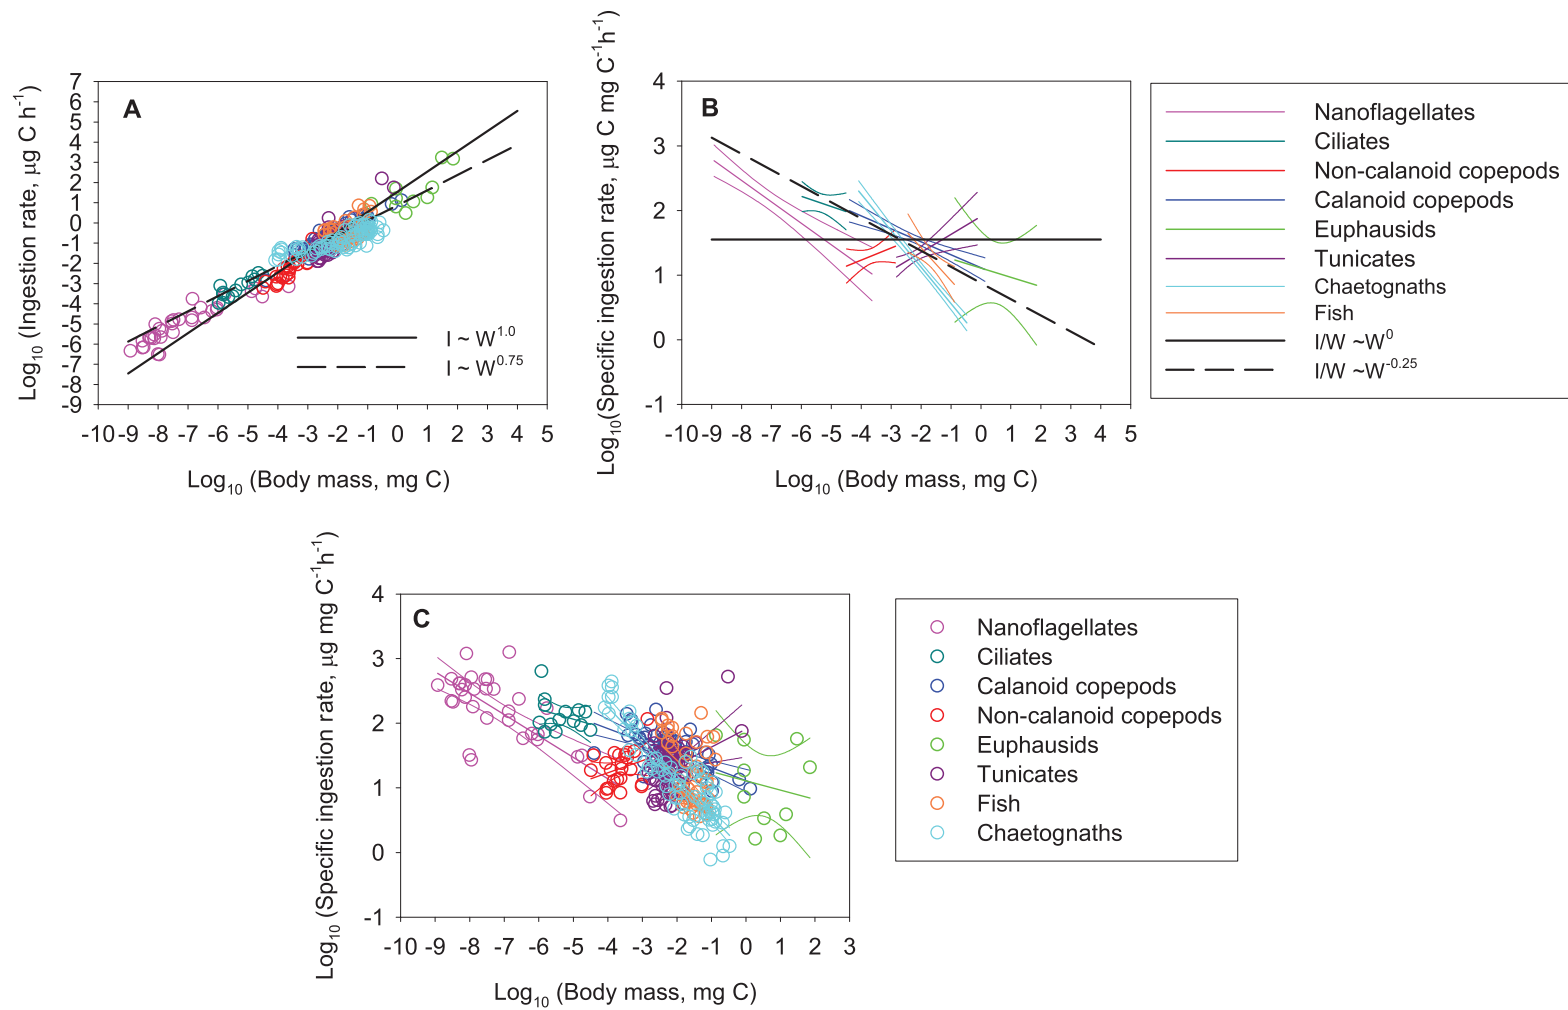 A
Log10 (Ingestion rate, µg C h-1)
7
6
5
4
3
2
1
0
-1
-2
-3
-4
-5
-6
-7
-8
-9
I ~ W1.0
I ~ W0.75
-10 -9 -8 -7 -6 -5 -4 -3 -2 -1 0 1 2 3 4 5
Log10 (Body mass, mg C)
B
Log10(Specific ingestion rate, µg C mg C-1h-1)
4
3
2
1
0
-1
-10 -9 -8 -7 -6 -5 -4 -3 -2 -1 0 1 2 3 4 5
Log10 (Body mass, mg C)
Nanoflagellates
Ciliates
Non-calanoid copepods
Calanoid copepods
Euphausids
Tunicates
Chaetognaths
Fish
I/W ~W0
I/W ~W-0.25
C
Log10 (Specific ingestion rate, µg mg C-1h-1)
4
3
2
1
0
-1
-10 -9 -8 -7 -6 -5 -4 -3 -2 -1 0 1 2 3
Log10 (Body mass, mg C)
Nanoflagellates
Ciliates
Calanoid copepods
Non-calanoid copepods
Euphausids
Tunicates
Fish
Chaetognaths